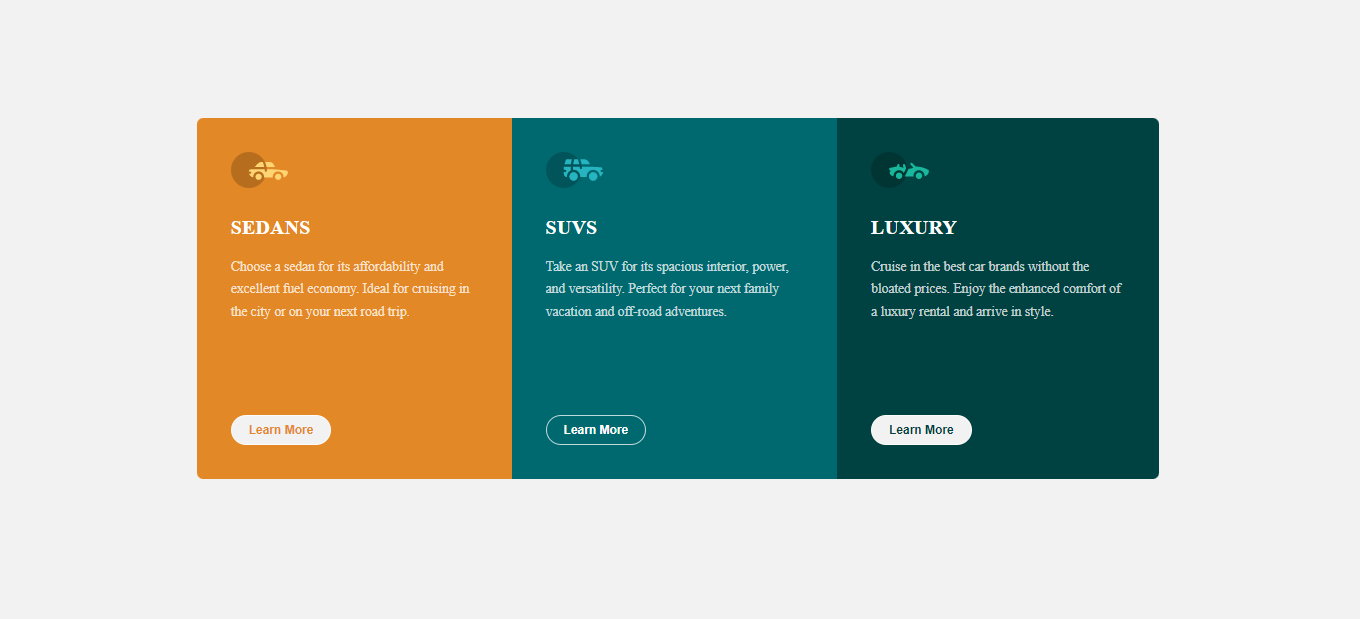 SEDANS
Choose a sedan for its affordability and
excellent fuel economy. Ideal for cruising in
the city or on your next road trip.
Learn More
SUVS
Take an SUV for its spacious interior, power,
and versatility. Perfect for your next family
vacation and off-road adventures.
Learn More
LUXURY
Cruise in the best car brands without the
bloated prices. Enjoy the enhanced comfort of
a luxury rental and arrive in style.
Learn More